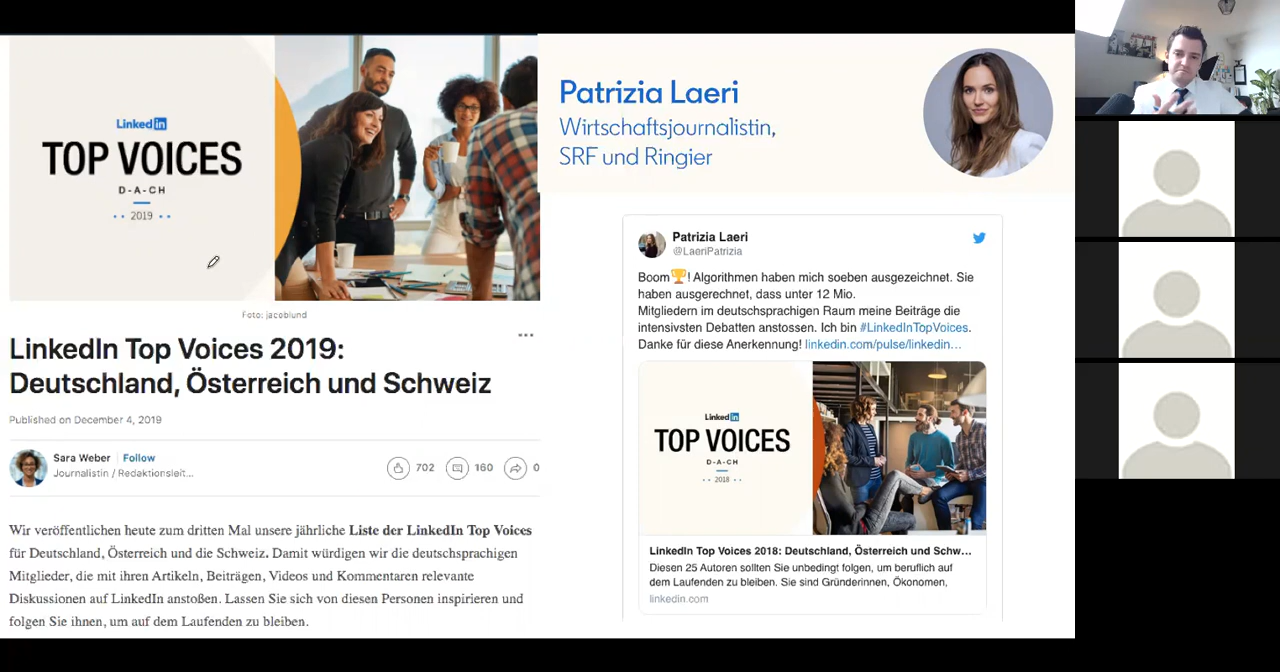 LinkedIn
TOP VOICES
D-A-CH
2019
Foto: jacoblund
LinkedIn Top Voices 2019:
Deutschland, Österreich und Schweiz
Published on December 4, 2019
Sara Weber Follow
Journalistin / Redaktionsleit...
702 160 0
Wir veröffentlichen heute zum dritten Mal unsere jährliche Liste der LinkedIn Top Voices
für Deutschland, Österreich und die Schweiz. Damit würdigen wir die deutschsprachigen
Mitglieder, die mit ihren Artikeln, Beiträgen, Videos und Kommentaren relevante
Diskussionen auf LinkedIn anstoßen. Lassen Sie sich von diesen Personen inspirieren und
folgen Sie ihnen, um auf dem Laufenden zu bleiben.
Patrizia Laeri
Wirtschaftsjournalistin,
SRF und Ringier
Patrizia Laeri
@LaeriPatrizia
Boom🏆! Algorithmen haben mich soeben ausgezeichnet. Sie
haben ausgerechnet, dass unter 12 Mio.
Mitgliedern im deutschsprachigen Raum meine Beiträge die
intensivsten Debatten anstossen. Ich bin #LinkedInTopVoices.
Danke für diese Anerkennung! linkedin.com/pulse/linkedin…
LinkedIn
TOP VOICES
D-A-CH
2018
LinkedIn Top Voices 2018: Deutschland, Österreich und Schw...
Diesen 25 Autoren sollten Sie unbedingt folgen, um beruflich auf
dem Laufenden zu bleiben. Sie sind Gründerinnen, Ökonomen,
linkedin.com